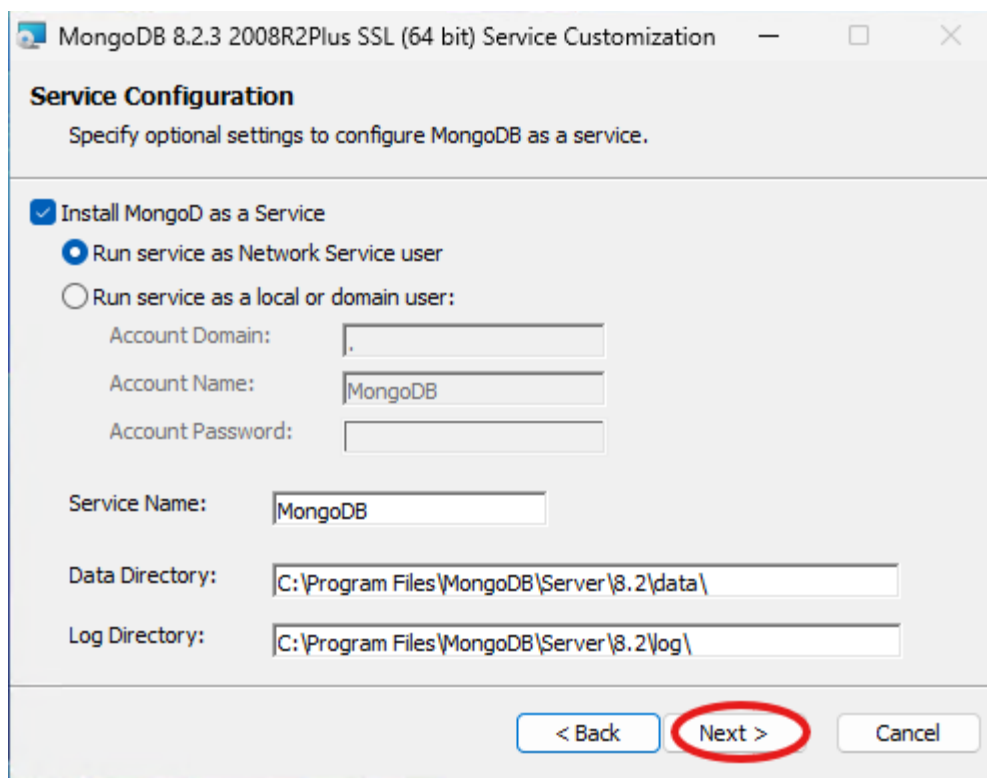 MongoDB 8.2.3 2008R2Plus SSL (64 bit) Service Customization
Service Configuration
Specify optional settings to configure MongoDB as a service.
Install MongoD as a Service
Run service as Network Service user
Run service as a local or domain user:
Account Domain: .
Account Name: MongoDB
Account Password:
Service Name: MongoDB
Data Directory: C:\Program Files\MongoDB\Server\8.2\data\
Log Directory: C:\Program Files\MongoDB\Server\8.2\log\
< Back Next > Cancel